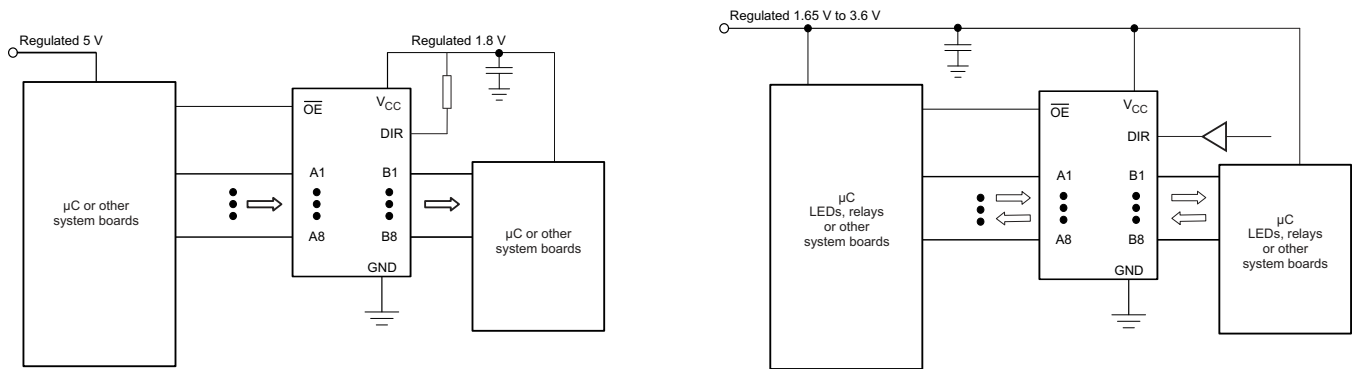 Regulated 5 V
Regulated 1.8 V
OE
VCC
DIR
A1
B1
µC or other
system boards
A8
B8
GND
µC or other
system boards
Regulated 1.65 V to 3.6 V
OE
VCC
DIR
A1
B1
µC
LEDs, relays
or other
system boards
A8
B8
GND
µC
LEDs, relays
or other
system boards